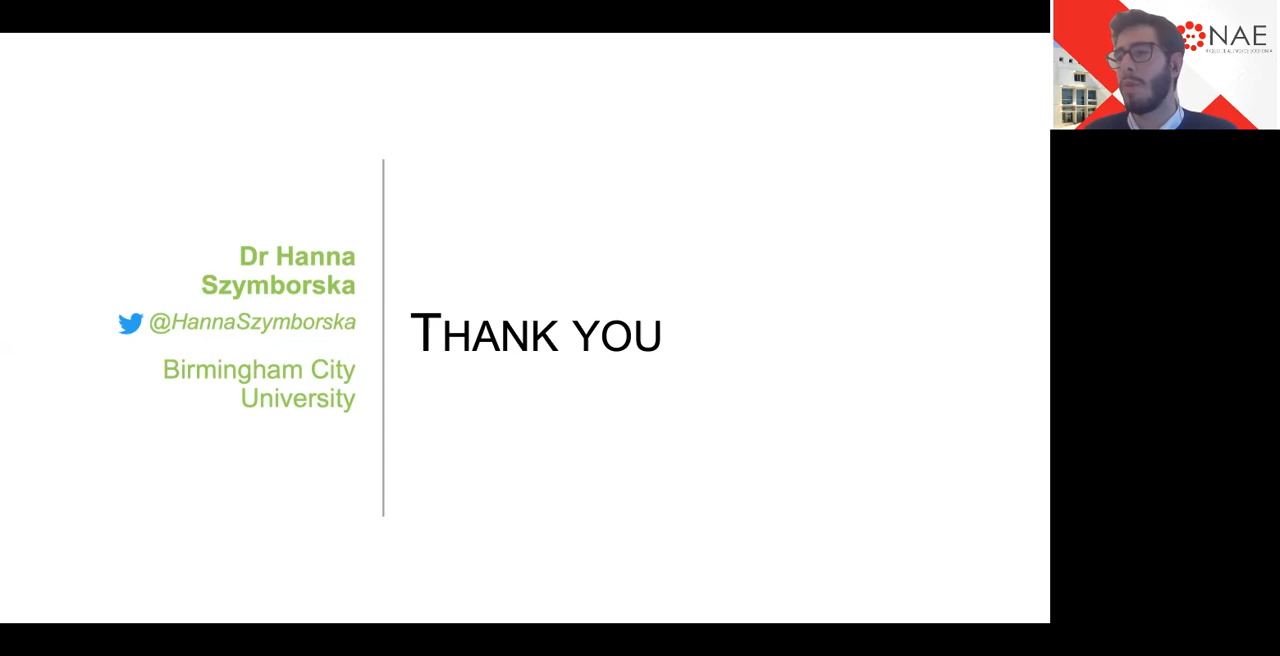 Dr Hanna
Szymborska
@HannaSzymborska
Birmingham City
University
THANK YOU
NAE